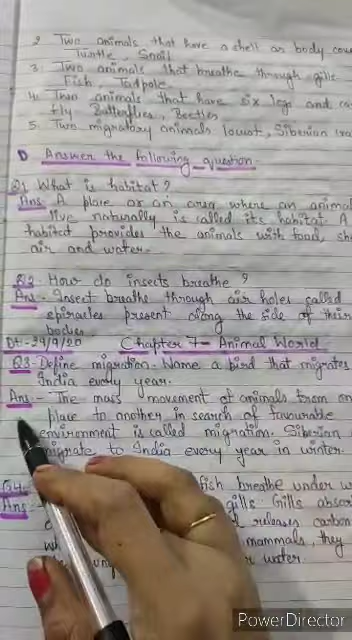 2 Two animals that have a shell as body
Turtle, Snail
3. Two animals that breathe through gills
Fish, Tadpole
4. Two animals that have six leg and
fly Butterflies, Beetles
5. Two migratory animals locust, Siberian
D Answer the following question
Q1 What is habitat?
Ans - A place or an area where an animal
live naturally is called its habitat A
habitat provides the animals with food,
air and water.
Q2 How do insects breathe ?
Ans - Insect breathe through air holes called
spiracles present along the side of their
bodies
Dt - 29/9/20 Chapter 7 - Animal World
Q3 Define migration. Name a bird that migrates
India every year.
Ans - The mass movement of animals from
place to another in search of favourable
environment is called migration. Siberian
migrate to India every year in winter.
Q4 fish breathe under
Ans - gills. Gills
releases carbon
mammals, they
water.
PowerDirector